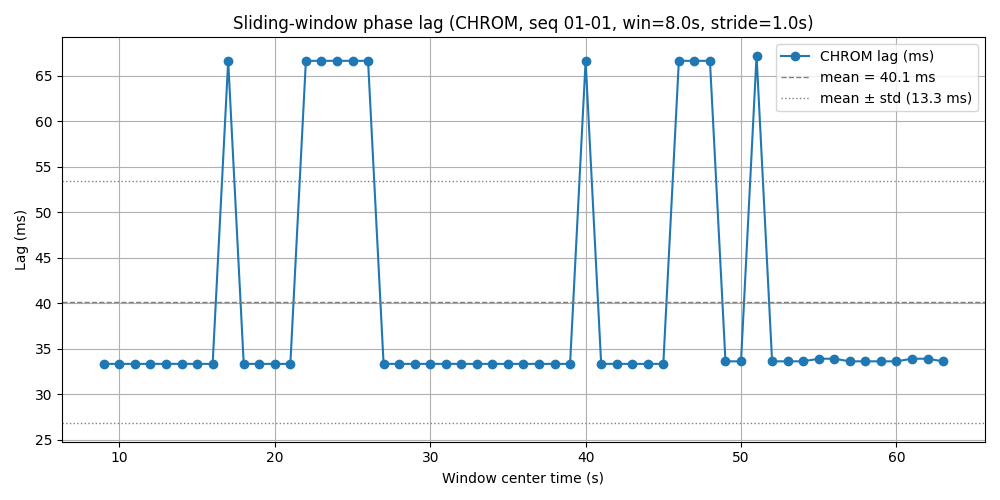 Sliding-window phase lag (CHROM, seq 01-01, win=8.0s, stride=1.0s)
CHROM lag (ms)
mean = 40.1 ms
mean ± std (13.3 ms)
Lag (ms)
65
60
55
50
45
40
35
30
25
10 20 30 40 50 60
Window center time (s)